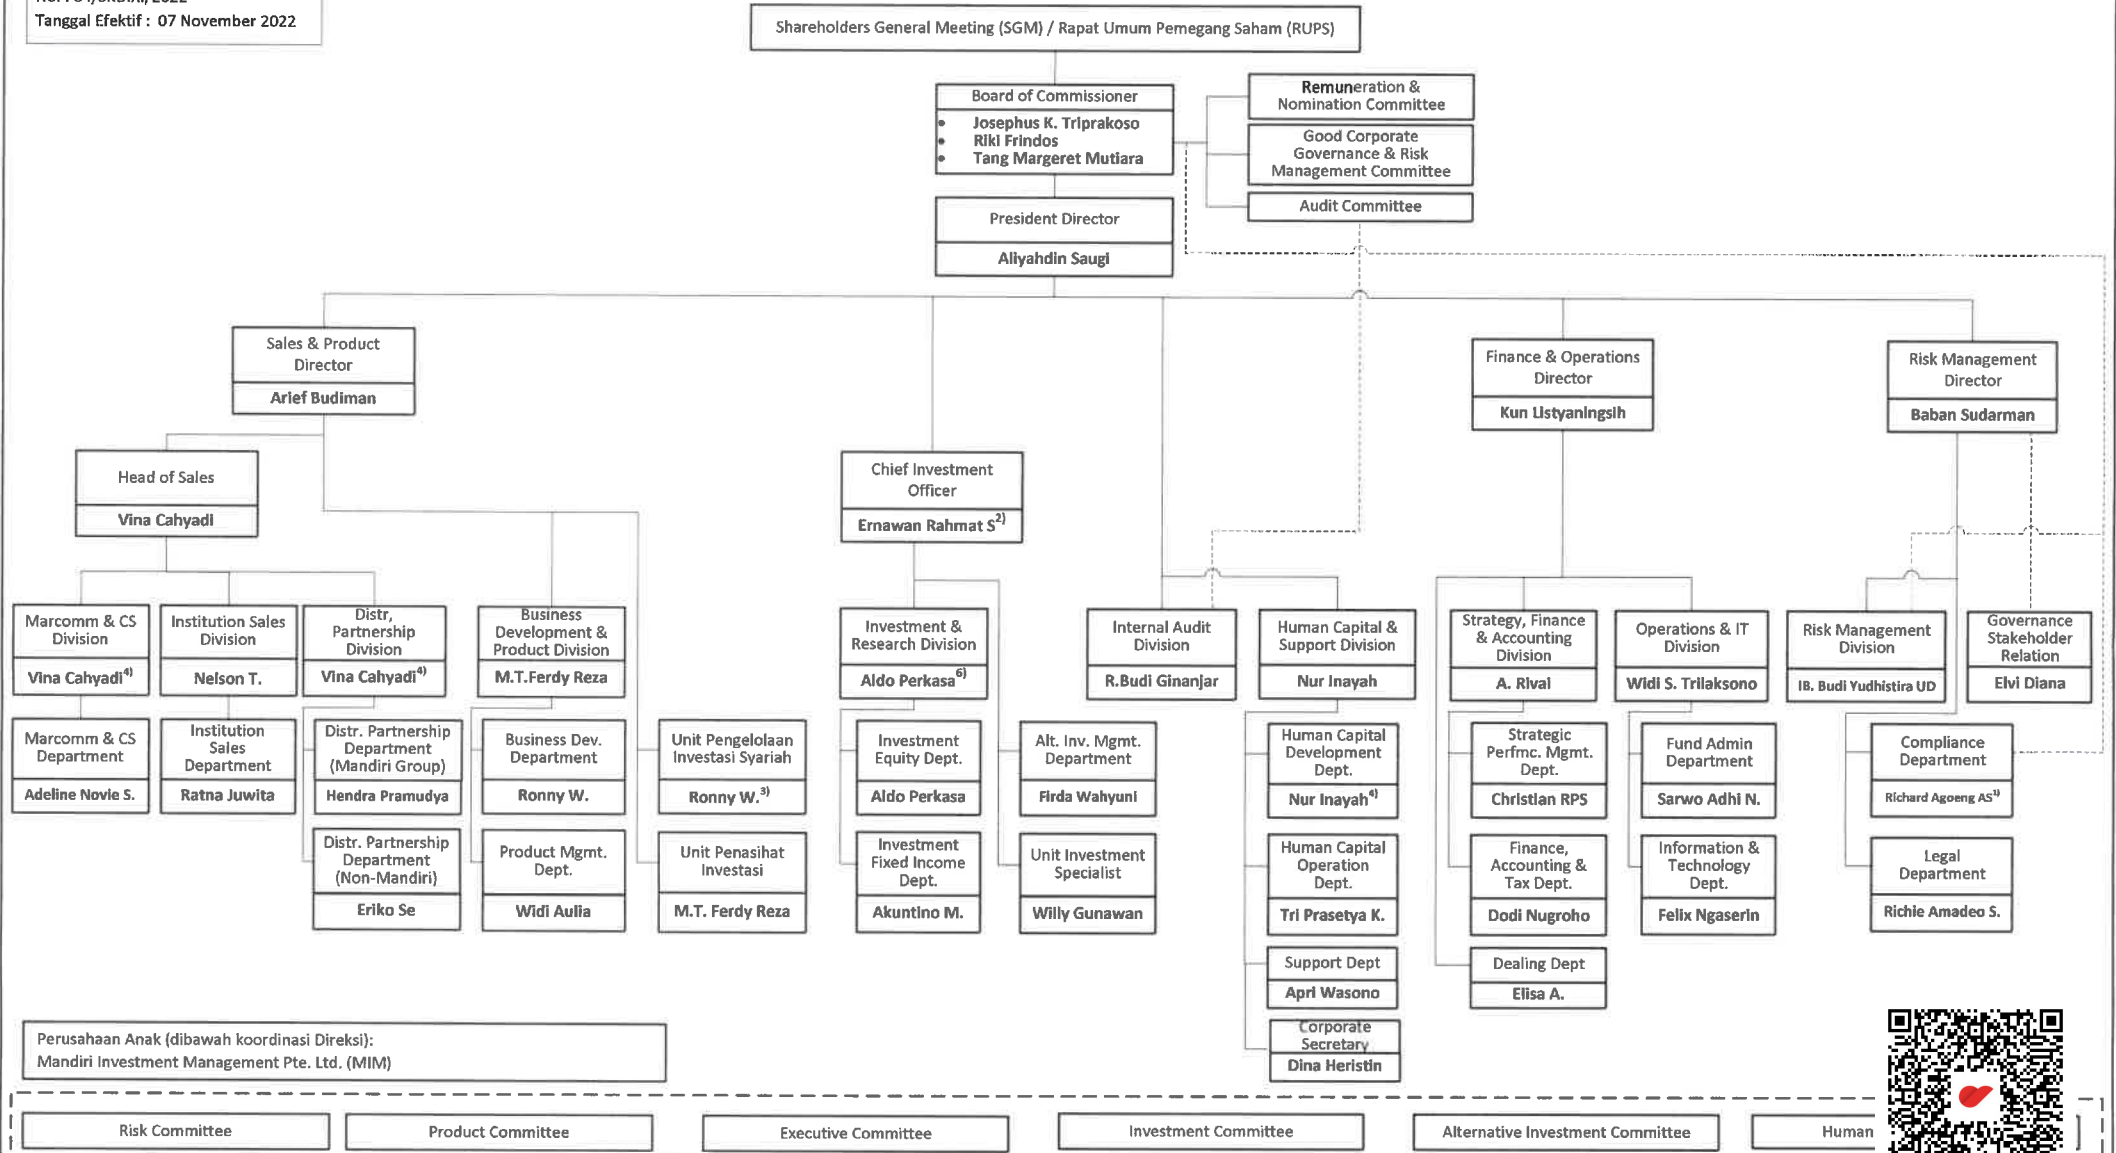 Tanggal Efektif : 07 November 2022
Shareholders General Meeting (SGM) / Rapat Umum Pemegang Saham (RUPS)
Board of Commissioner
• Josephus K. Triprakoso
• Riki Frindos
• Tang Margeret Mutiara
Remuneration &
Nomination Committee
Good Corporate
Governance & Risk
Management Committee
Audit Committee
President Director
Aliyahdin Saugi
Sales & Product
Director
Arief Budiman
Finance & Operations
Director
Kun Listyaningsih
Risk Management
Director
Baban Sudarman
Head of Sales
Vina Cahyadi
Chief Investment
Officer
Ernawan Rahmat S2)
Marcomm & CS
Division
Vina Cahyadi4)
Institution Sales
Division
Nelson T.
Distr,
Partnership
Division
Vina Cahyadi4)
Business
Development &
Product Division
M.T.Ferdy Reza
Investment &
Research Division
Aldo Perkasa6)
Internal Audit
Division
R.Budi Ginanjar
Human Capital &
Support Division
Nur Inayah
Strategy, Finance
& Accounting
Division
A. Rivai
Operations & IT
Division
Widi S. Trilaksono
Risk Management
Division
IB. Budi Yudhistira UD
Governance
Stakeholder
Relation
Elvi Diana
Marcomm & CS
Department
Adeline Novie S.
Institution
Sales
Department
Ratna Juwita
Distr. Partnership
Department
(Mandiri Group)
Hendra Pramudya
Business Dev.
Department
Ronny W.
Unit Pengelolaan
Investasi Syariah
Ronny W.3)
Investment
Equity Dept.
Aldo Perkasa
Alt. Inv. Mgmt.
Department
Firda Wahyuni
Human Capital
Development
Dept.
Nur Inayah4)
Strategic
Perfmc. Mgmt.
Dept.
Christian RPS
Fund Admin
Department
Sarwo Adhi N.
Compliance
Department
Richard Agoeng AS1)
Distr. Partnership
Department
(Non-Mandiri)
Eriko Se
Product Mgmt.
Dept.
Widi Aulia
Unit Penasihat
Investasi
M.T. Ferdy Reza
Investment
Fixed Income
Dept.
Akuntino M.
Unit Investment
Specialist
Willy Gunawan
Human Capital
Operation
Dept.
Tri Prasetya K.
Finance,
Accounting &
Tax Dept.
Dodi Nugroho
Information &
Technology
Dept.
Felix Ngaserin
Legal
Department
Richie Amadeo S.
Support Dept
Apri Wasono
Dealing Dept
Elisa A.
Corporate
Secretary
Dina Heristin
Perusahaan Anak (dibawah koordinasi Direksi):
Mandiri Investment Management Pte. Ltd. (MIM)
Risk Committee
Product Committee
Executive Committee
Investment Committee
Alternative Investment Committee
Human